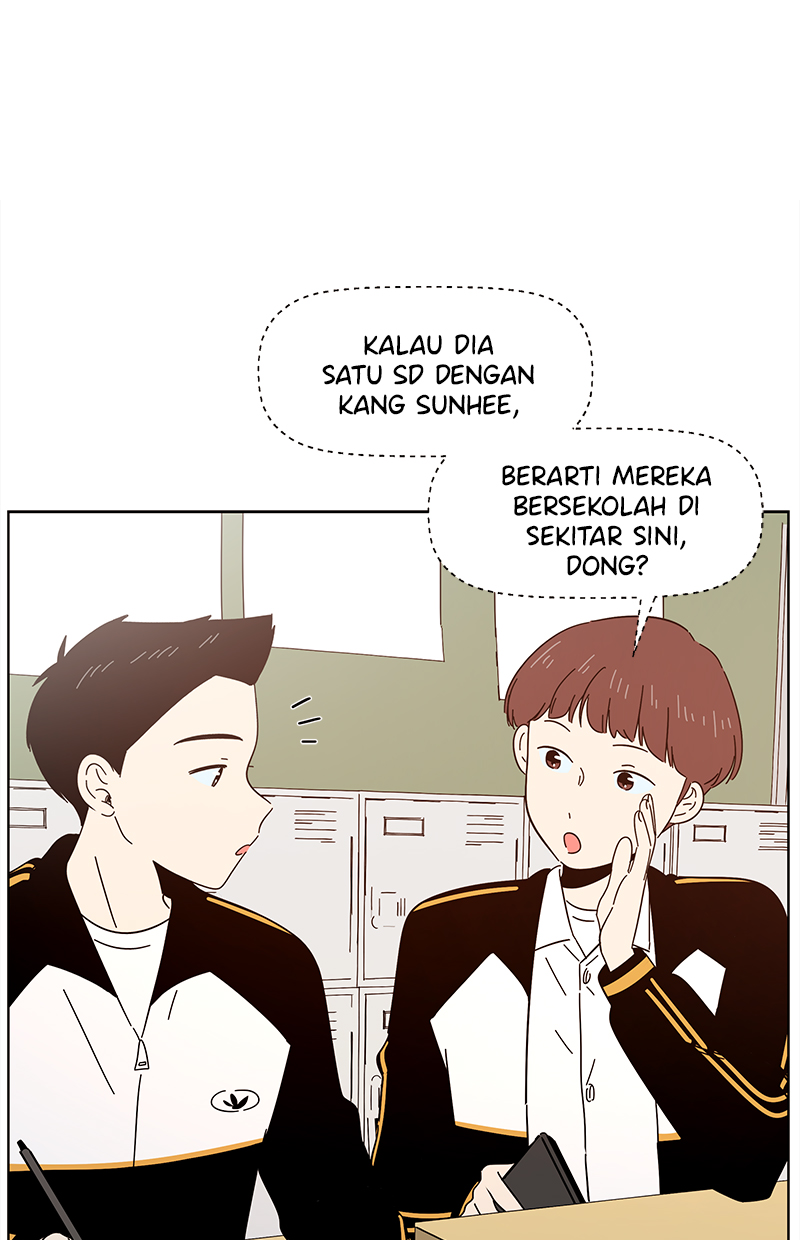 KALAU DIA
SATU SD DENGAN
KANG SUNHEE,
BERARTI MEREKA
BERSEKOLAH DI
SEKITAR SINI,
DONG?